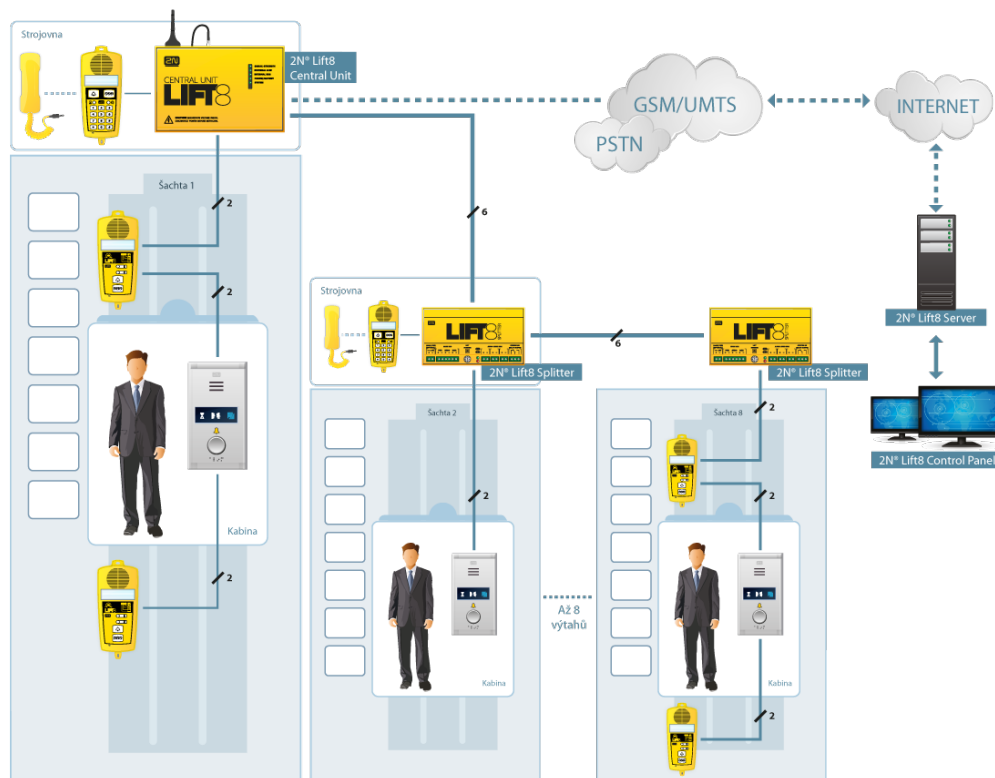 Strojovna
2N
CENTRAL UNIT
LIFT8
2N® Lift8
Central Unit
GSM/UMTS
PSTN
INTERNET
Šachta 1
2
6
2
Strojovna
LIFT8
2N® Lift8 Splitter
6
LIFT8
2N® Lift8 Splitter
2N® Lift8 Server
2N® Lift8 Control Panel
Šachta 2
Šachta 8
2
2
2
Kabina
2
Až 8
výtahů
Kabina
Kabina
2